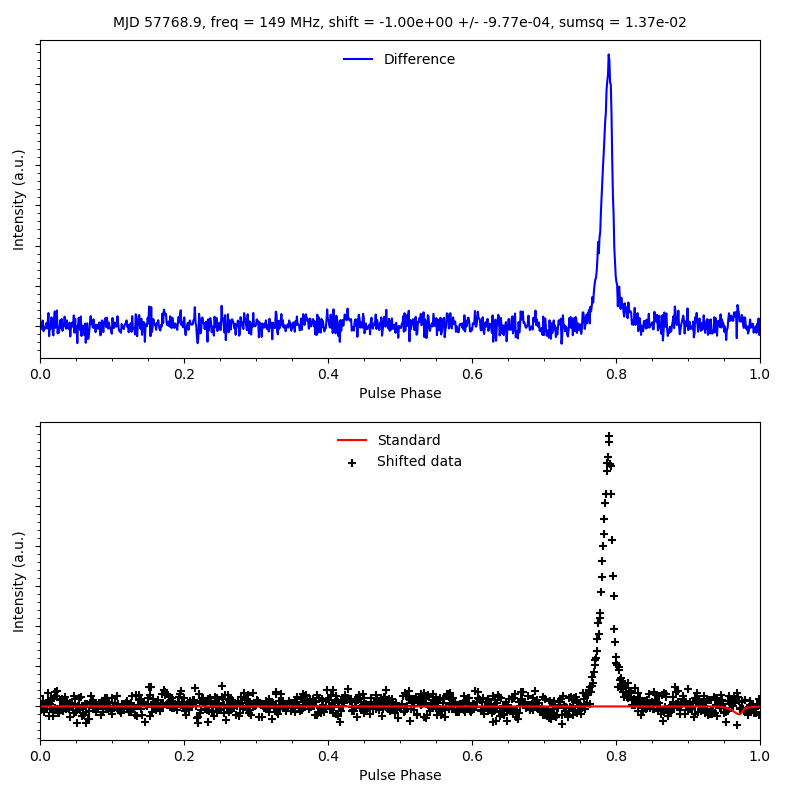 MJD 57768.9, freq = 149 MHz, shift = -1.00e+00 +/- -9.77e-04, sumsq = 1.37e-02
Difference
Intensity (a.u.)
0.0 0.2 0.4 0.6 0.8 1.0
Pulse Phase
Standard
Shifted data
Intensity (a.u.)
0.0 0.2 0.4 0.6 0.8 1.0
Pulse Phase